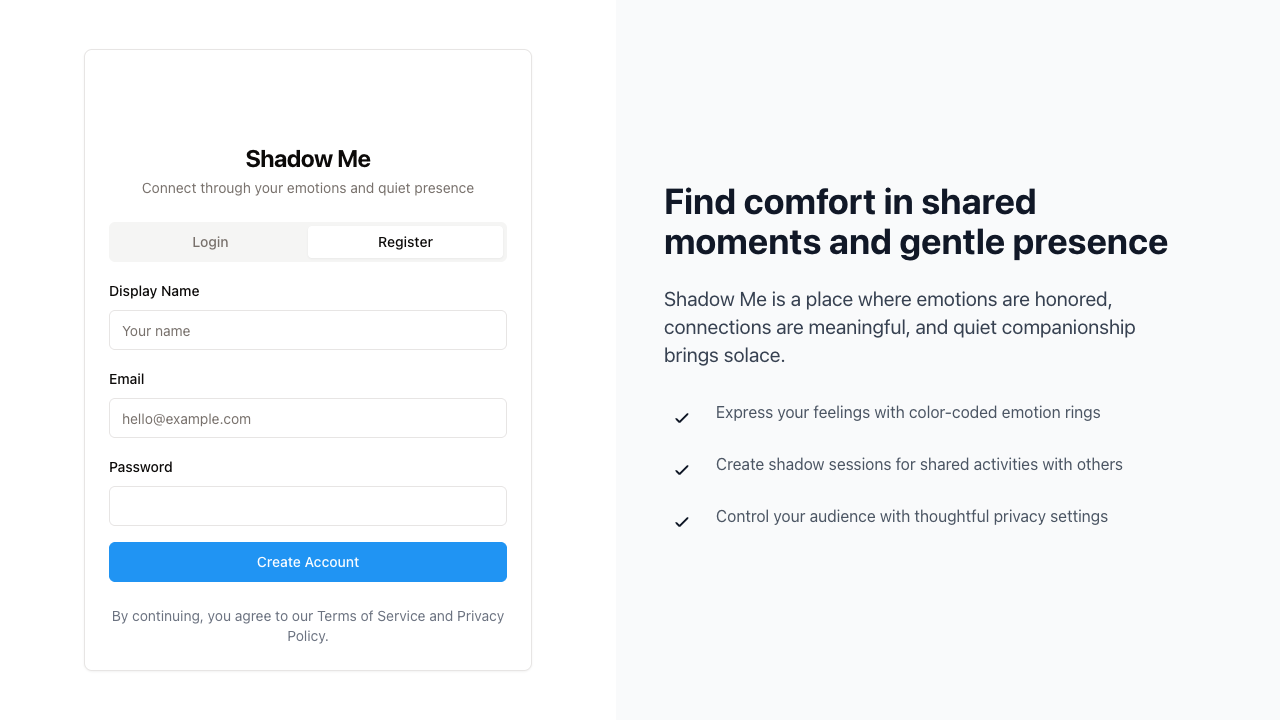 Shadow Me
Connect through your emotions and quiet presence
Login
Register
Display Name
Your name
Email
hello@example.com
Password
Create Account
By continuing, you agree to our Terms of Service and Privacy
Policy.
Find comfort in shared
moments and gentle presence
Shadow Me is a place where emotions are honored,
connections are meaningful, and quiet companionship
brings solace.
Express your feelings with color-coded emotion rings
Create shadow sessions for shared activities with others
Control your audience with thoughtful privacy settings